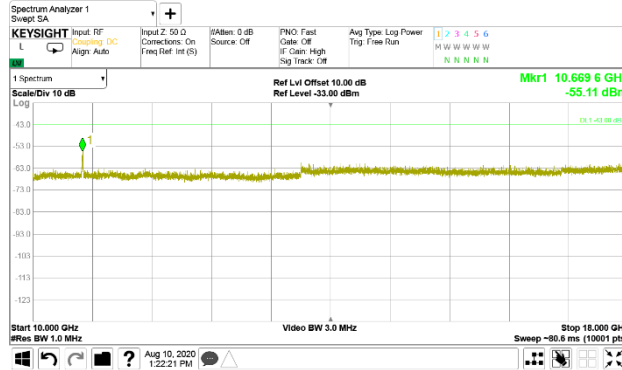 Spectrum Analyzer 1
Swept SA
KEYSIGHT
L
Input: RF
Coupling: DC
Align: Auto
Input Z: 50 Ω
Corrections: On
Freq Ref: Int (S)
#Atten: 0 dB
Source: Off
PNO: Fast
Gate: Off
IF Gain: High
Sig Track: Off
Avg Type: Log-Power
Trig: Free Run
1 2 3 4 5 6
M W W W W W
N N N N N
1 Spectrum
Scale/Div 10 dB
Log
Ref Lvl Offset 10.00 dB
Ref Level -33.00 dBm
Mkr1 10.669 6 GH
-55.11 dB
1
-43.0
-53.0
-63.0
-73.0
-83.0
-93.0
-103
-113
-123
Start 10.000 GHz
#Res BW 1.0 MHz
Video BW 3.0 MHz
Stop 18.000 GH
Sweep ~80.6 ms (10001 pts
?
Aug 10, 2020
1:22:21 PM